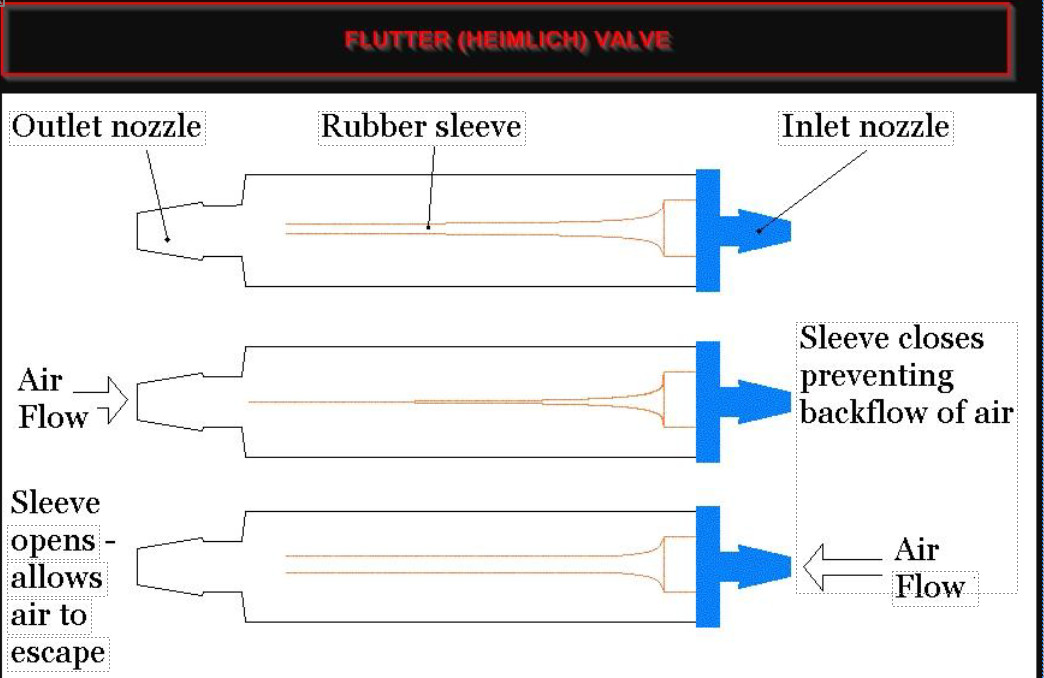 FLUTTER (HEIMLICH) VALVE
Outlet nozzle
Rubber sleeve
Inlet nozzle
Air
Flow
Sleeve closes
preventing
backflow of air
Sleeve
opens -
allows
air to
escape
Air
Flow